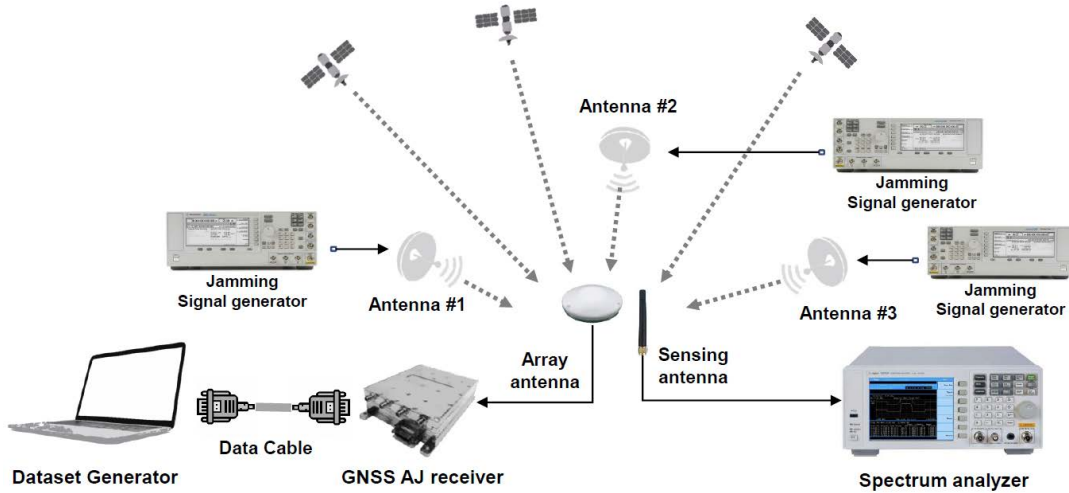 Antenna #2
Jamming
Signal generator
Jamming
Signal generator
Antenna #1
Jamming
Signal generator
Antenna #3
Array
antenna
Sensing
antenna
Data Cable
Dataset Generator
GNSS AJ receiver
Spectrum analyzer